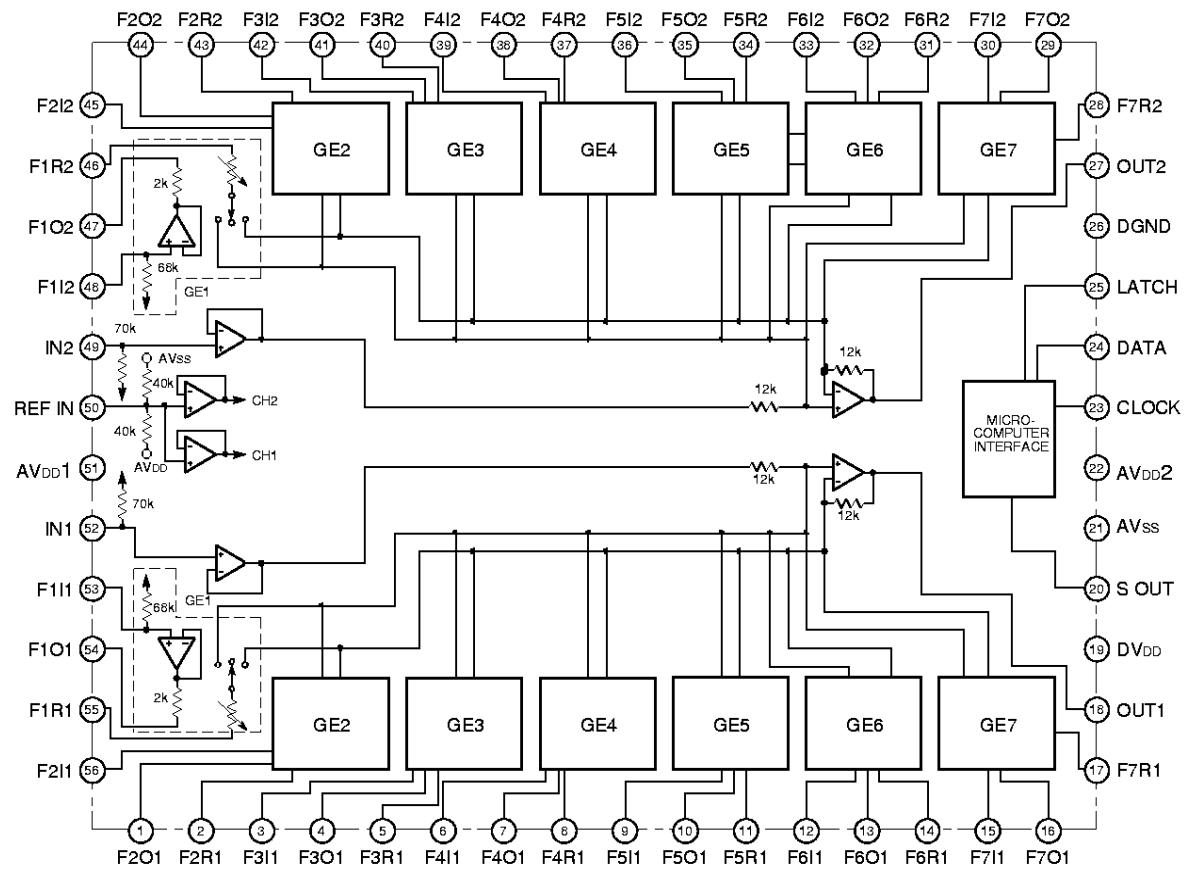 F2O2 F2R2 F3I2 F3O2 F3R2 F4I2 F4O2 F4R2 F5I2 F5O2 F5R2 F6I2 F6O2 F6R2 F7I2 F7O2
44 43 42 41 40 39 38 37 36 35 34 33 32 31 30 29
F2I2 45
28 F7R2
GE2 GE3 GE4 GE5 GE6 GE7
F1R2 46
27 OUT2
2k
F1O2 47
26 DGND
68k
F1I2 48
GE1
25 LATCH
70k
IN2 49
24 DATA
AVSS
12k
40k
12k
REF IN 50
CH2
23 CLOCK
40k
MICRO-
COMPUTER
INTERFACE
AVDD
CH1
AVDD1 51
22 AVDD2
12k
70k
12k
IN1 52
21 AVSS
F1I1 53
20 S OUT
GE1
68k
F1O1 54
19 DVDD
2k
F1R1 55
18 OUT1
GE2 GE3 GE4 GE5 GE6 GE7
F2I1 56
17 F7R1
1 2 3 4 5 6 7 8 9 10 11 12 13 14 15 16
F2O1 F2R1 F3I1 F3O1 F3R1 F4I1 F4O1 F4R1 F5I1 F5O1 F5R1 F6I1 F6O1 F6R1 F7I1 F7O1